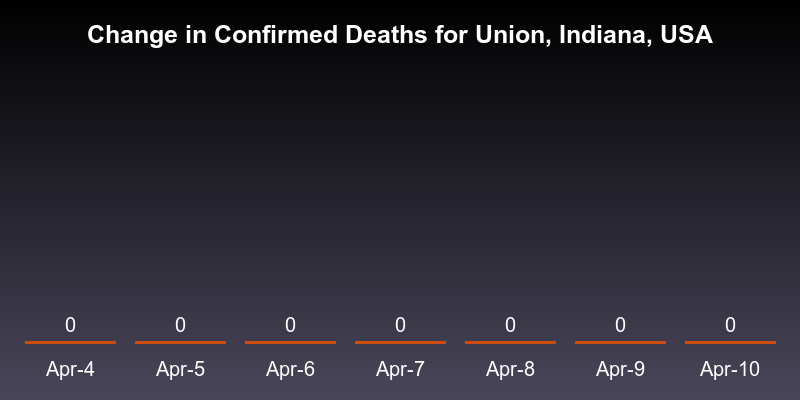 Change in Confirmed Deaths for Union, Indiana, USA
0 0 0 0 0 0 0
Apr-4 Apr-5 Apr-6 Apr-7 Apr-8 Apr-9 Apr-10